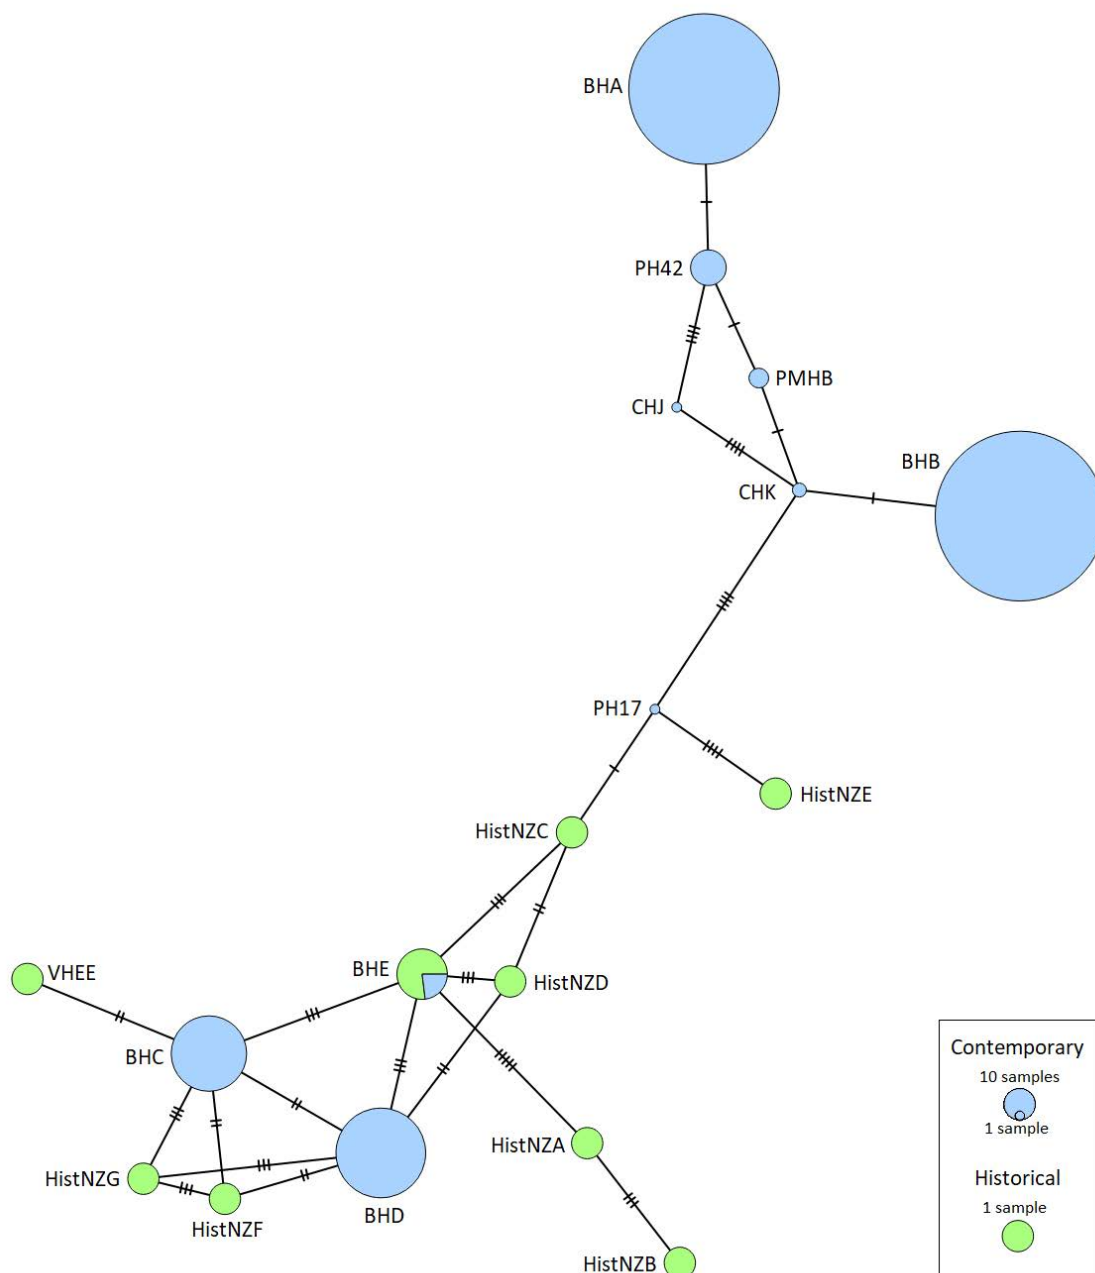 BHA
PH42
PMHB
CHJ
BHB
CHK
PH17
HistNZE
HistNZC
BHE
HistNZD
VHEE
BHC
HistNZA
HistNZG
HistNZF
BHD
HistNZB
Contemporary
10 samples
1 sample
Historical
1 sample